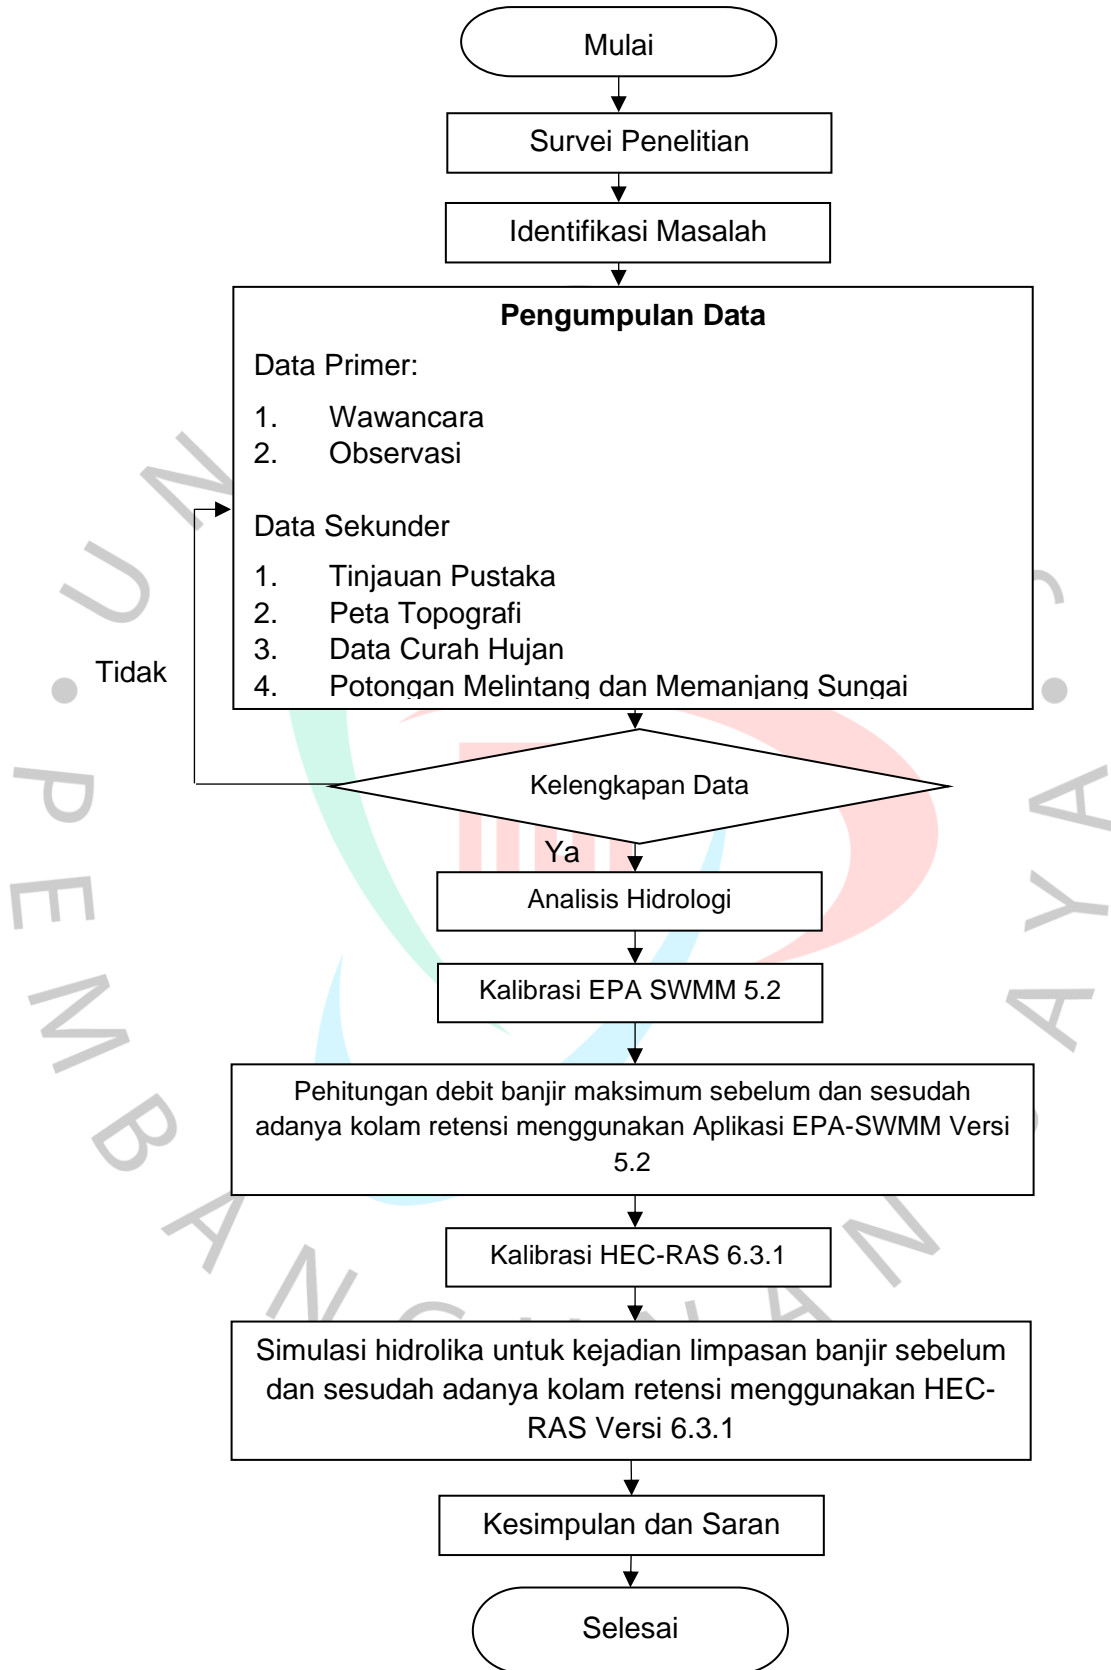 Mulai
Survei Penelitian
Identifikasi Masalah
Pengumpulan Data
Data Primer:
1. Wawancara
2. Observasi
Data Sekunder
1. Tinjauan Pustaka
2. Peta Topografi
3. Data Curah Hujan
4. Potongan Melintang dan Memanjang Sungai
Tidak
Kelengkapan Data
Ya
Analisis Hidrologi
Kalibrasi EPA SWMM 5.2
Pehitungan debit banjir maksimum sebelum dan sesudah
adanya kolam retensi menggunakan Aplikasi EPA-SWMM Versi
5.2
Kalibrasi HEC-RAS 6.3.1
Simulasi hidrolika untuk kejadian limpasan banjir sebelum
dan sesudah adanya kolam retensi menggunakan HEC-
RAS Versi 6.3.1
Kesimpulan dan Saran
Selesai